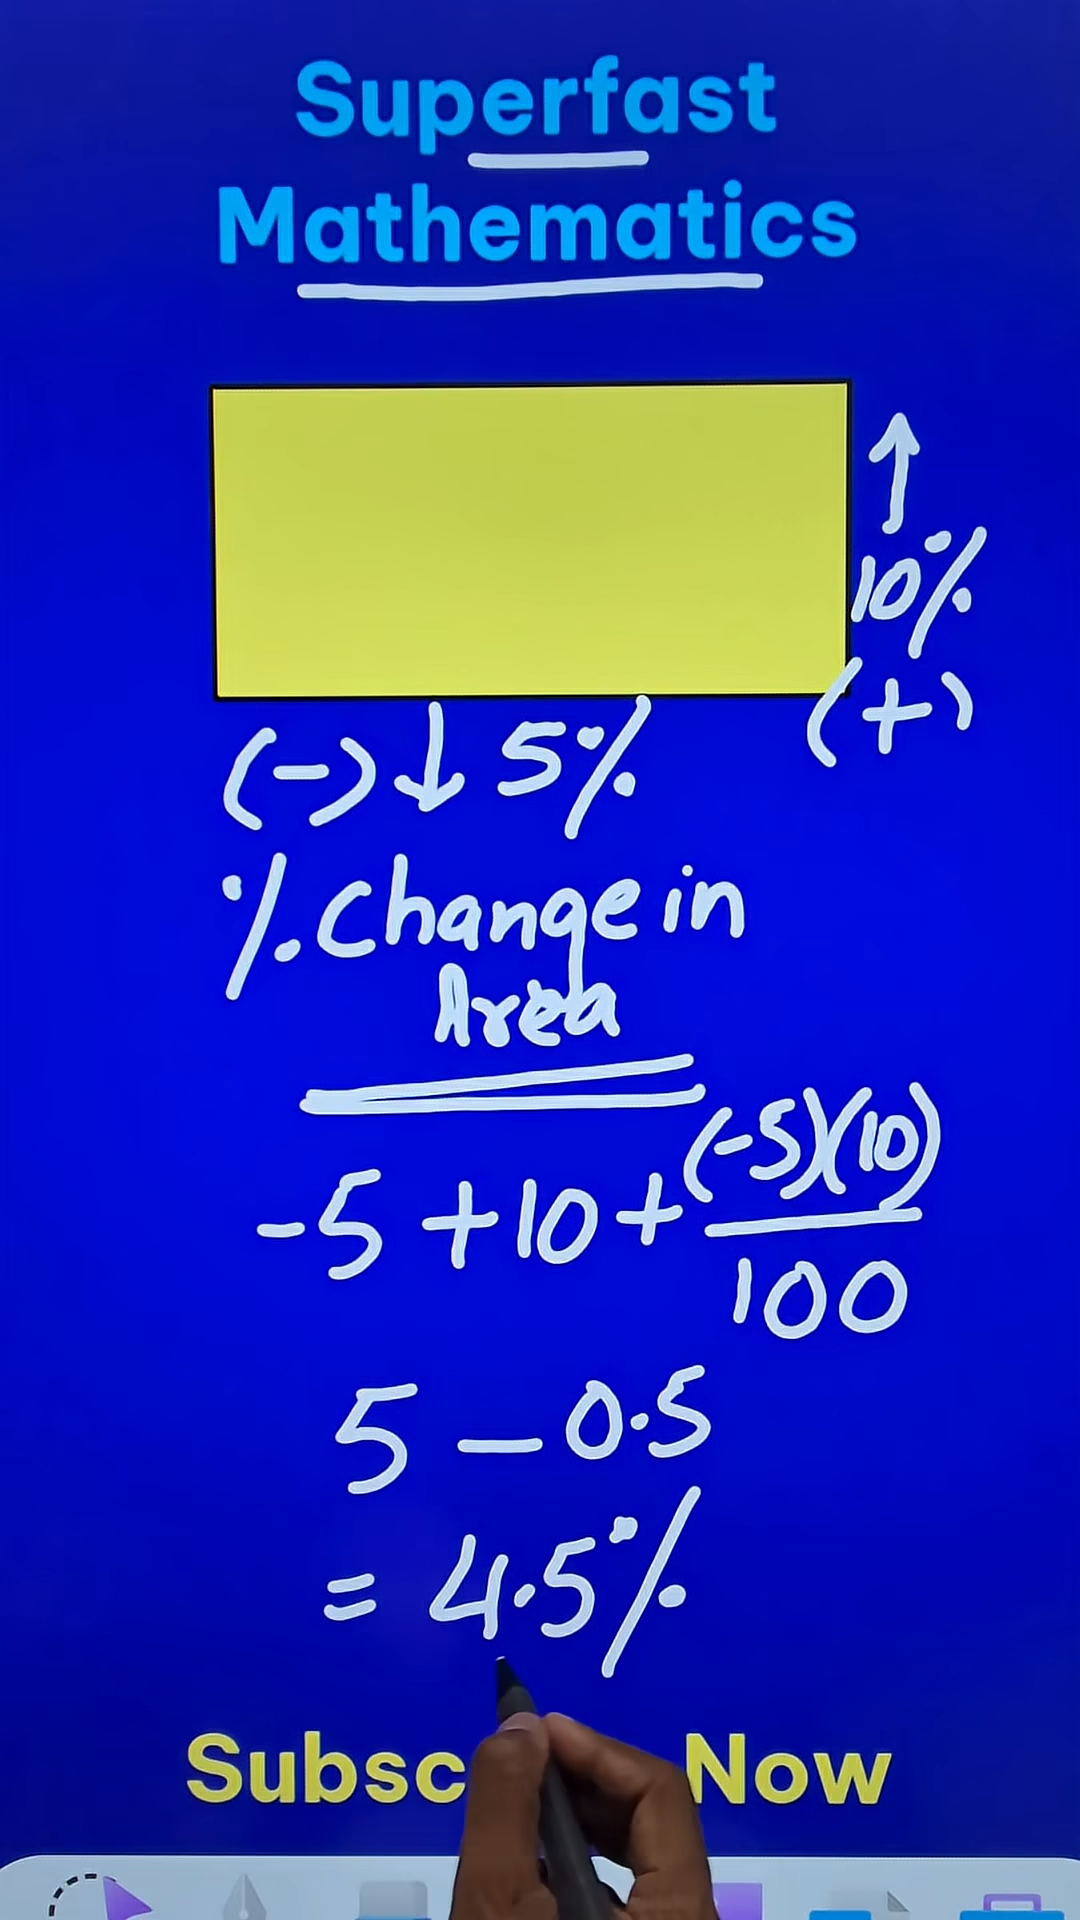 Superfast
Mathematics
↑
10%
(+)
(-) ↓ 5%
% Change in
Area
-5 + 10 + (-5)(10)
100
5 - 0.5
= 4.5%
Subsc Now